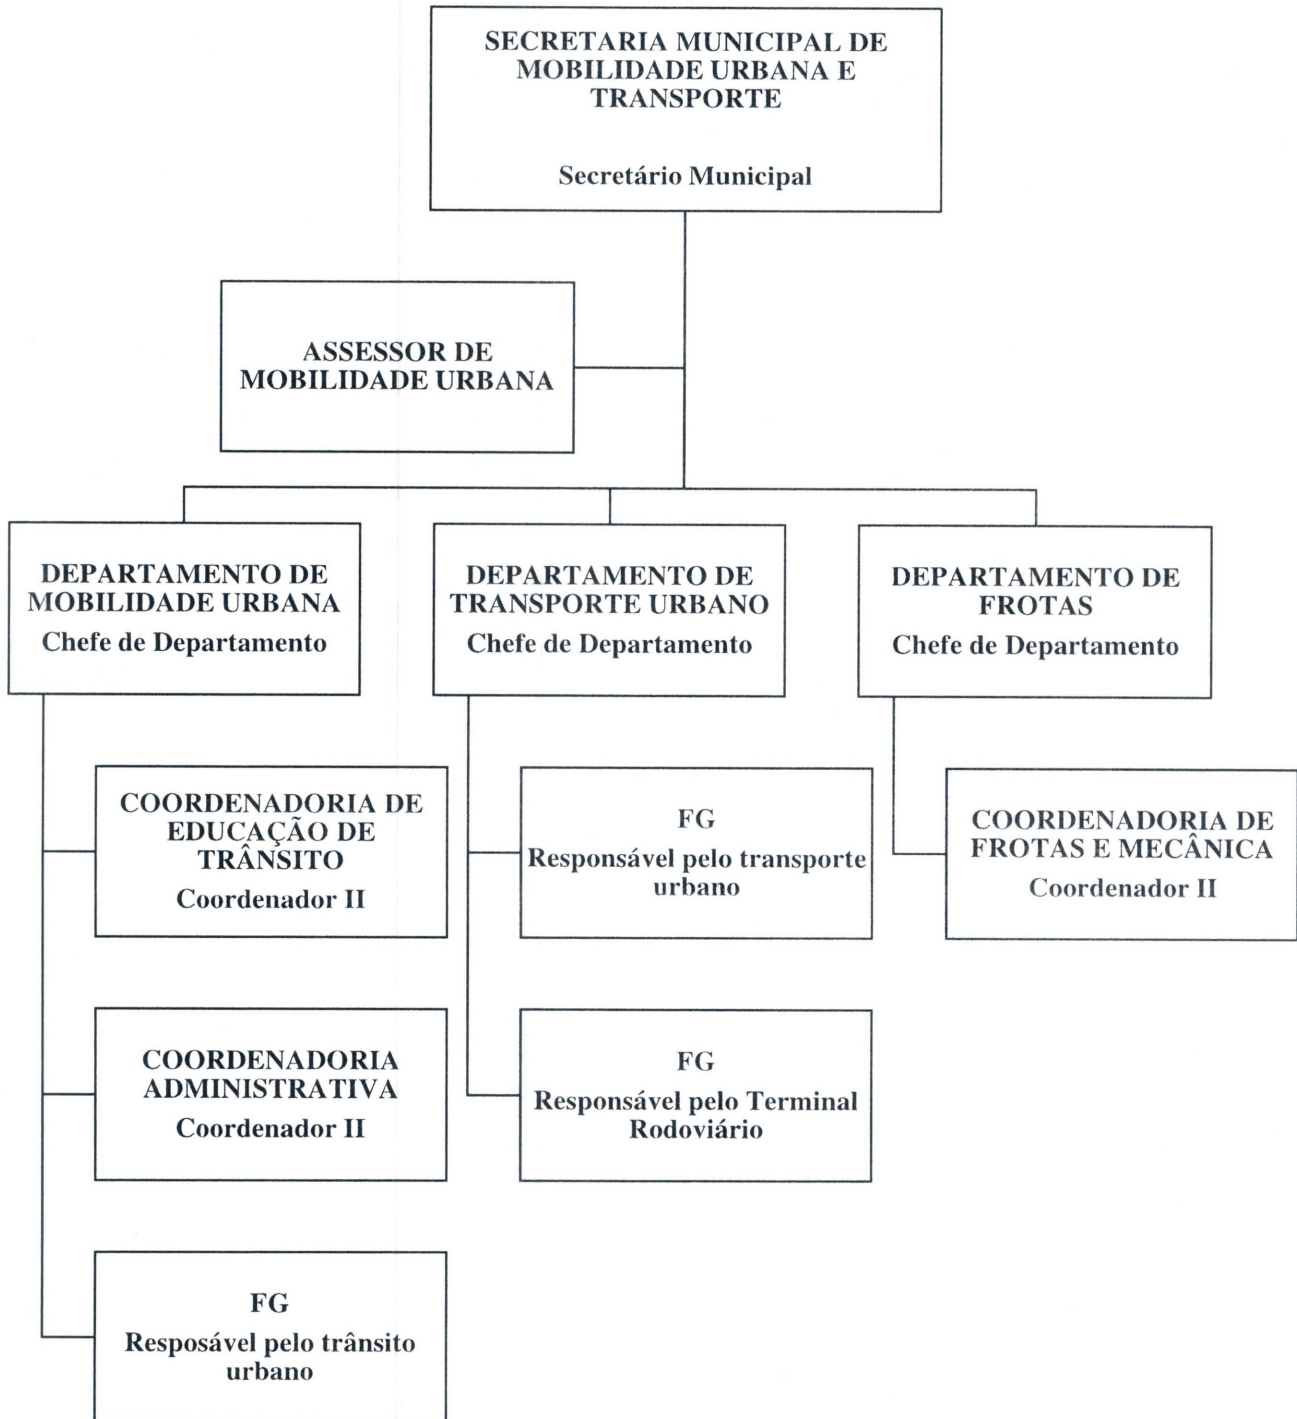 SECRETARIA MUNICIPAL DE
MOBILIDADE URBANA E
TRANSPORTE
Secretário Municipal
ASSESSOR DE
MOBILIDADE URBANA
DEPARTAMENTO DE
MOBILIDADE URBANA
Chefe de Departamento
DEPARTAMENTO DE
TRANSPORTE URBANO
Chefe de Departamento
DEPARTAMENTO DE
FROTAS
Chefe de Departamento
COORDENADORIA DE
EDUCAÇÃO DE
TRÂNSITO
Coordenador II
FG
Responsável pelo transporte
urbano
COORDENADORIA DE
FROTAS E MECÂNICA
Coordenador II
COORDENADORIA
ADMINISTRATIVA
Coordenador II
FG
Responsável pelo Terminal
Rodoviário
FG
Resposável pelo trânsito
urbano